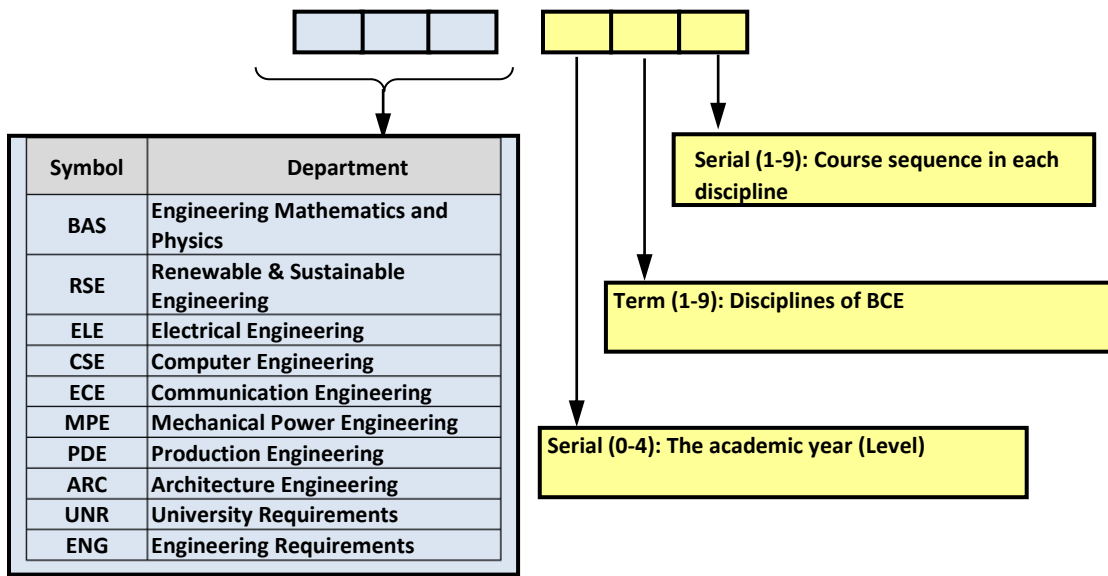 Symbol Department
BAS Engineering Mathematics and
Physics
RSE Renewable & Sustainable
Engineering
ELE Electrical Engineering
CSE Computer Engineering
ECE Communication Engineering
MPE Mechanical Power Engineering
PDE Production Engineering
ARC Architecture Engineering
UNR University Requirements
ENG Engineering Requirements
Serial (1-9): Course sequence in each
discipline
Term (1-9): Disciplines of BCE
Serial (0-4): The academic year (Level)